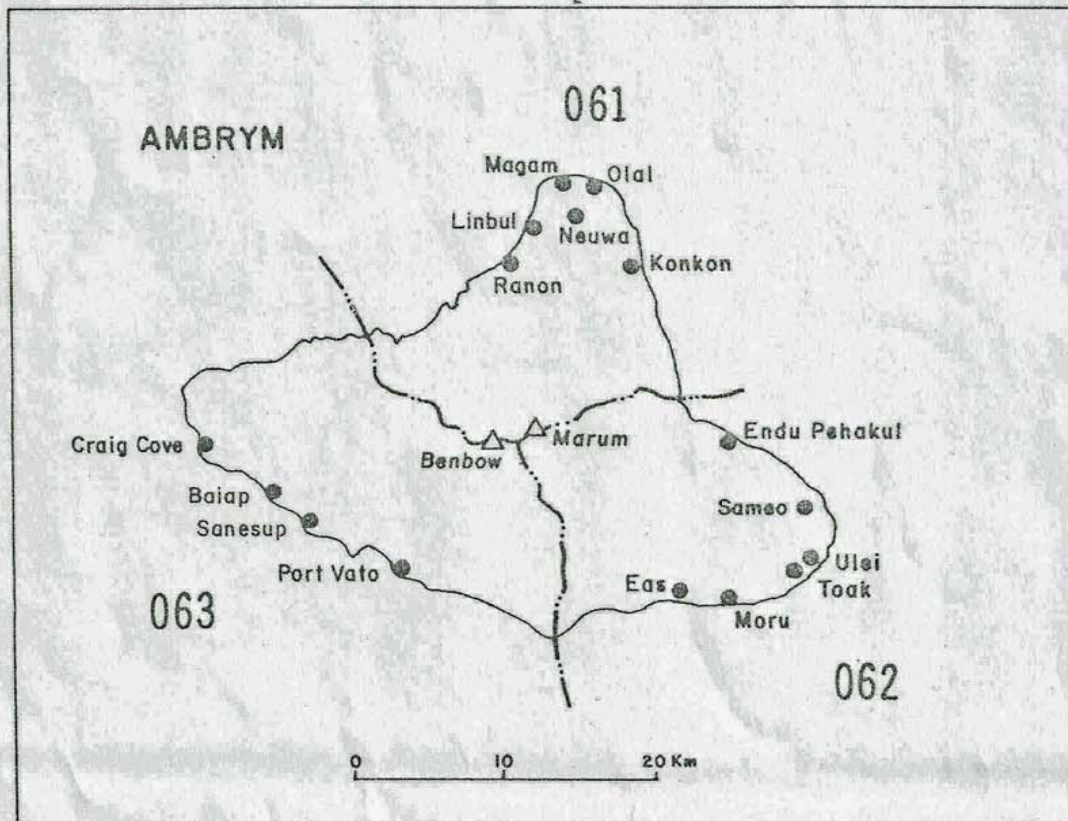 061
AMBRYM
Magam
Olal
Linbul
Neuwa
Ranon
Konkon
Craig Cove
Benbow
Marum
Endu Pehakul
Baiap
Sameo
Sanesup
Port Vato
Ulei
Toak
Eas
Moru
063
062
0 10 20 Km